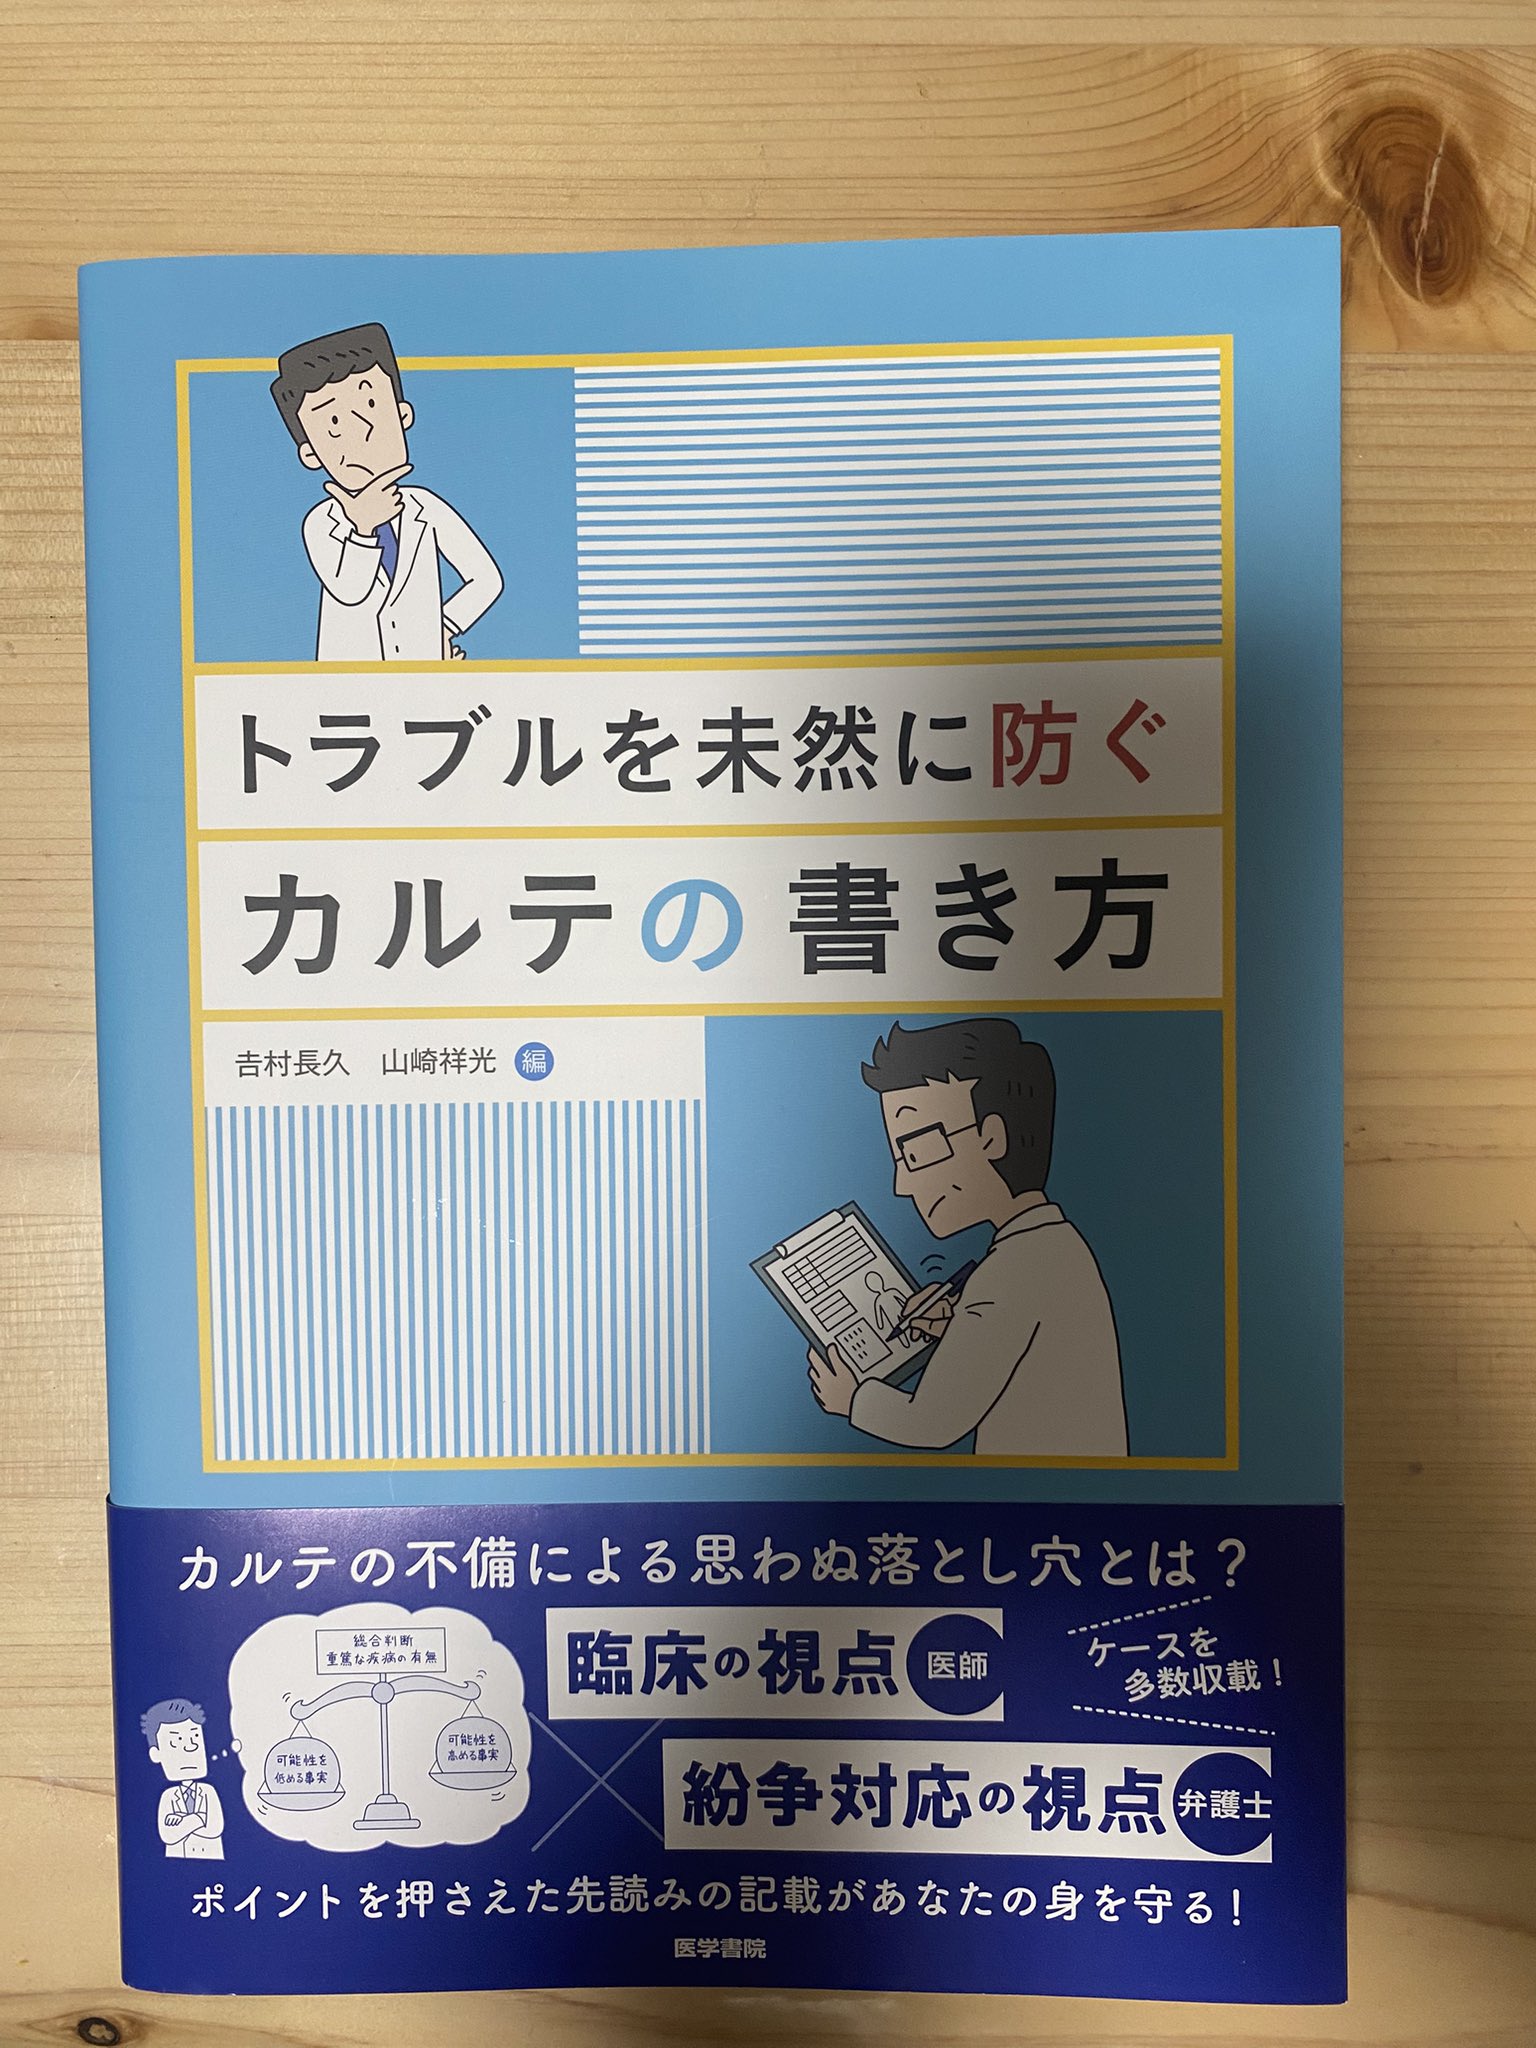 トラブルを未然に防ぐ
カルテの書き方
𠮷村長久 山崎祥光 編
カルテの不備による思わぬ落とし穴とは？
総合判断
重篤な疾病の有無
可能性を
低める事実
可能性を
高める事実
臨床の視点 医師
ケースを
多数収載！
紛争対応の視点 弁護士
ポイントを押さえた先読みの記載があなたの身を守る！
医学書院